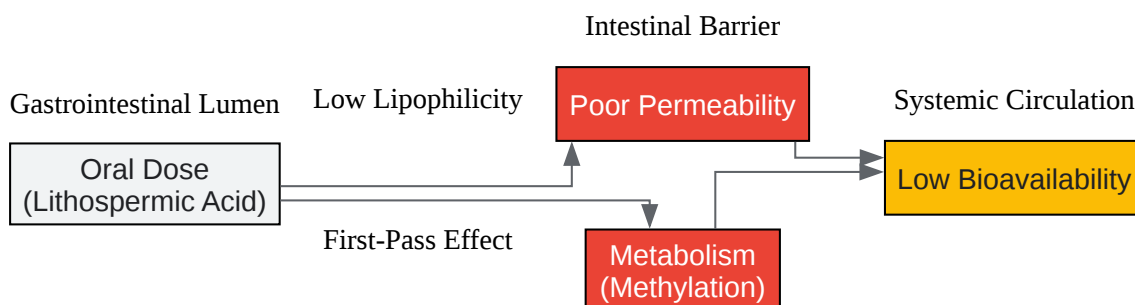 Intestinal Barrier
Gastrointestinal Lumen
Low Lipophilicity
Poor Permeability
Systemic Circulation
Oral Dose
(Lithospermic Acid)
Low Bioavailability
First-Pass Effect
Metabolism
(Methylation)